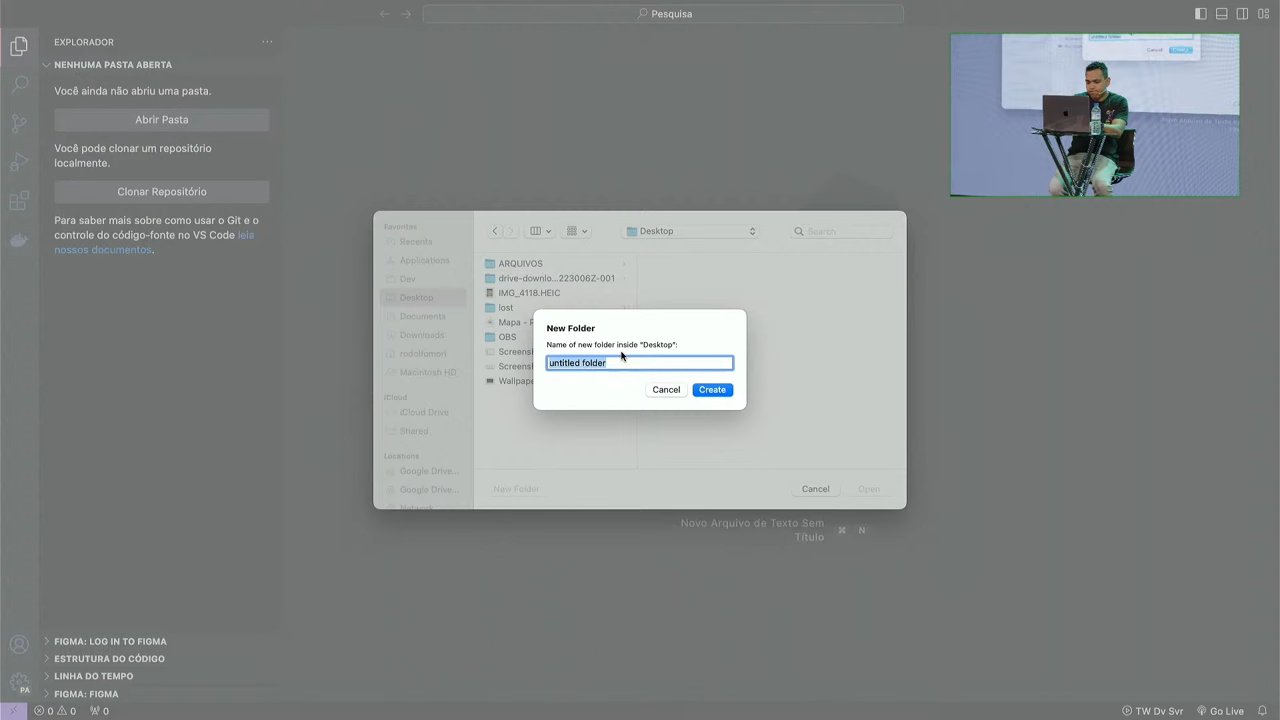 Pesquisa
EXPLORADOR
NENHUMA PASTA ABERTA
Você ainda não abriu uma pasta.
Abrir Pasta
Você pode clonar um repositório
localmente.
Clonar Repositório
Para saber mais sobre como usar o Git e o
controle do código-fonte no VS Code leia
nossos documentos.
Favorites
Recents
Applications
Dev
Desktop
Documents
Downloads
rodolfomori
Macintosh HD
iCloud
iCloud Drive
Shared
Locations
Google Drive...
Google Drive...
Network
Desktop
Search
ARQUIVOS
drive-downlo...223006Z-001
IMG_4118.HEIC
lost
Mapa -
OBS
New Folder
Name of new folder inside "Desktop":
untitled folder
Cancel
Create
New Folder
Cancel
Open
Novo Arquivo de Texto Sem
Título
⌘ N
FIGMA: LOG IN TO FIGMA
ESTRUTURA DO CÓDIGO
LINHA DO TEMPO
FIGMA: FIGMA
PA
0 0 0
TW Dv Svr
Go Live